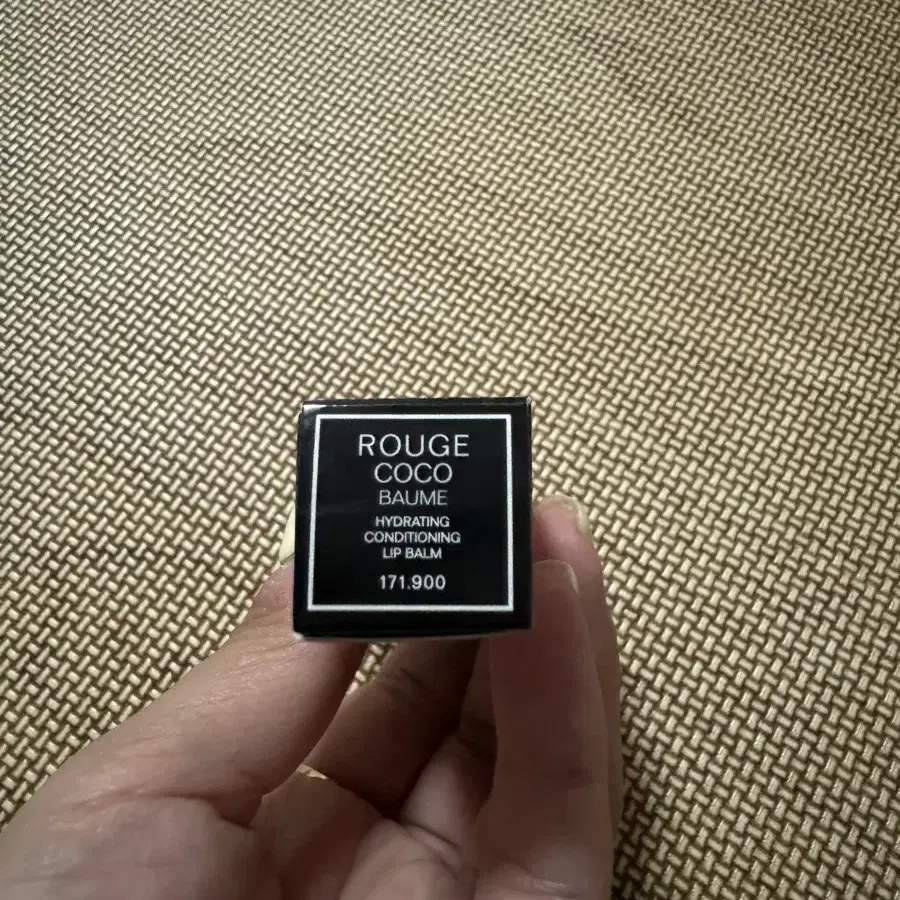 ROUGE
COCO
BAUME
HYDRATING
CONDITIONING
LIP BALM
171.900